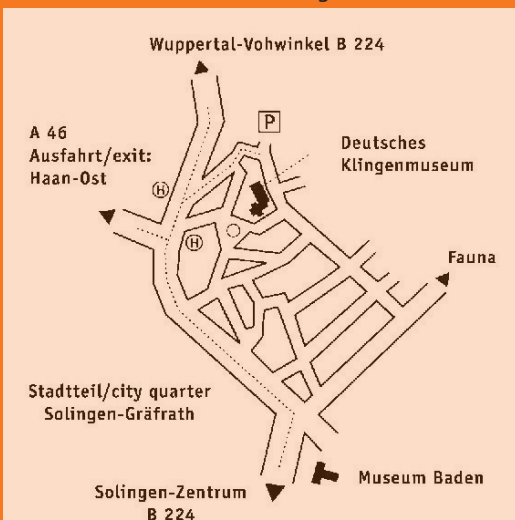 Wuppertal-Vohwinkel B 224
A 46
Ausfahrt/exit:
Haan-Ost
P
Deutsches
Klingenmuseum
H
H
Fauna
Stadtteil/city quarter
Solingen-Gräfrath
Solingen-Zentrum
B 224
Museum Baden